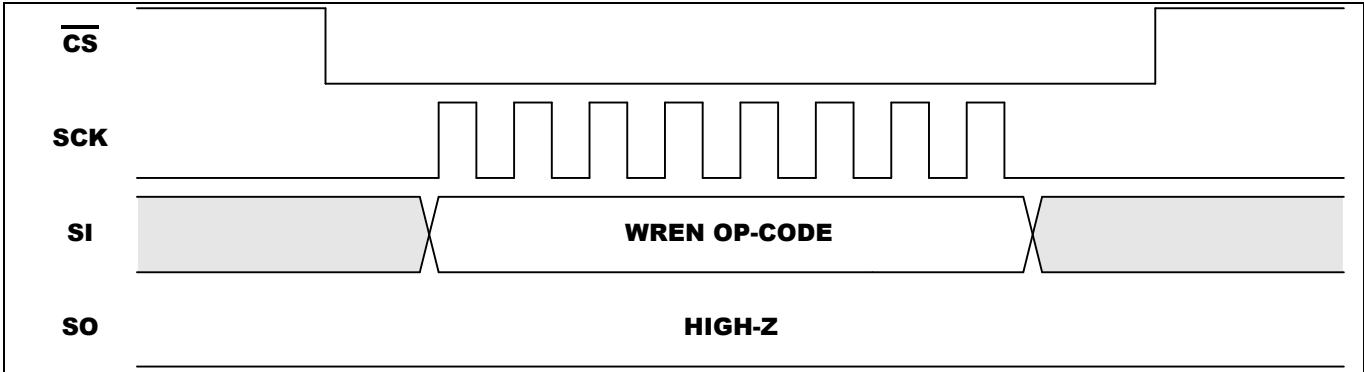 CS
SCK
SI
WREN OP-CODE
SO
HIGH-Z